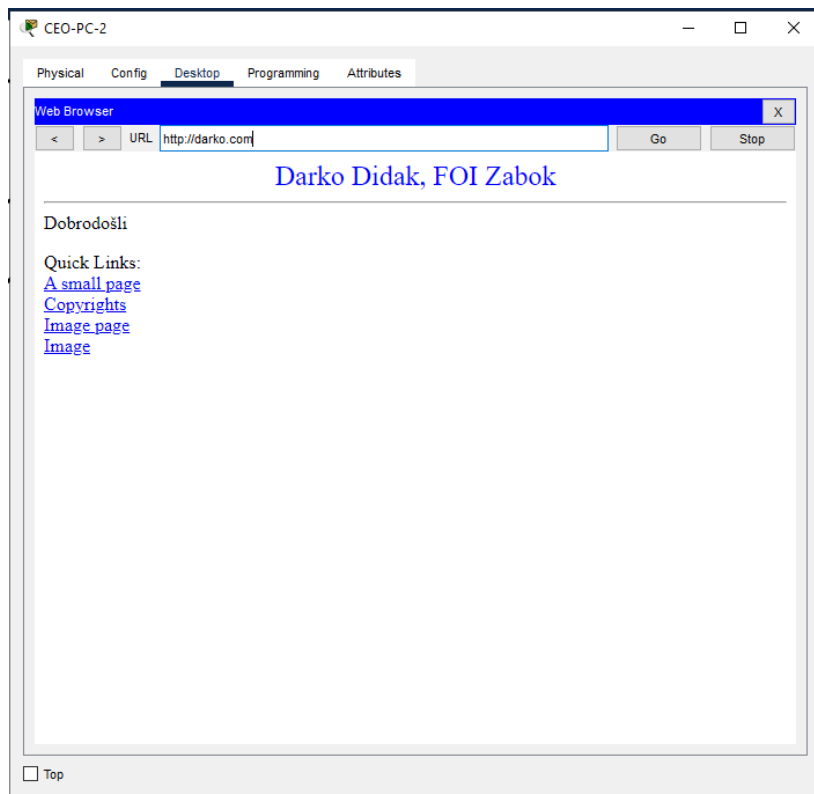 CEO-PC-2
Physical Config Desktop Programming Attributes
Web Browser X
< > URL http://darko.com Go Stop
Darko Didak, FOI Zabok
Dobrodošli
Quick Links:
A small page
Copyrights
Image page
Image
Top